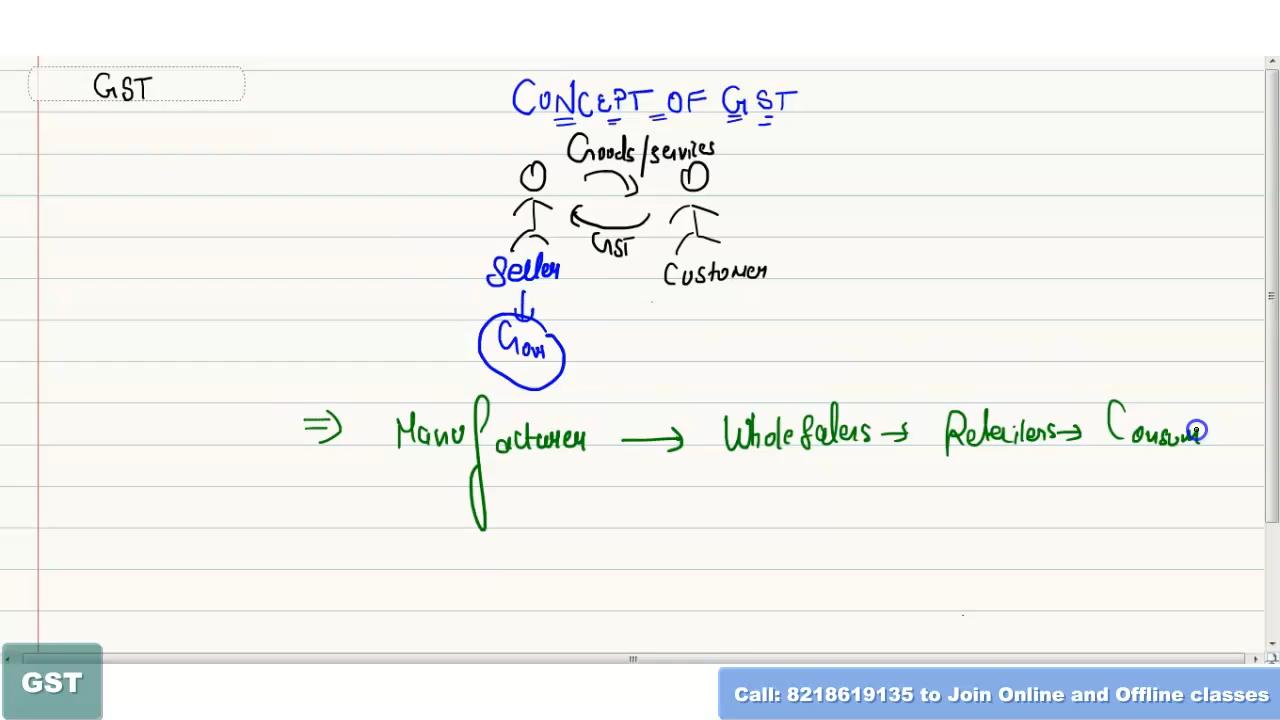 GST
CONCEPT OF GST
Goods/services
GST
Seller
Customer
Govt
⇒ Manufacturer → Wholesalers → Retailers → Consum
GST
Call: 8218619135 to Join Online and Offline classes